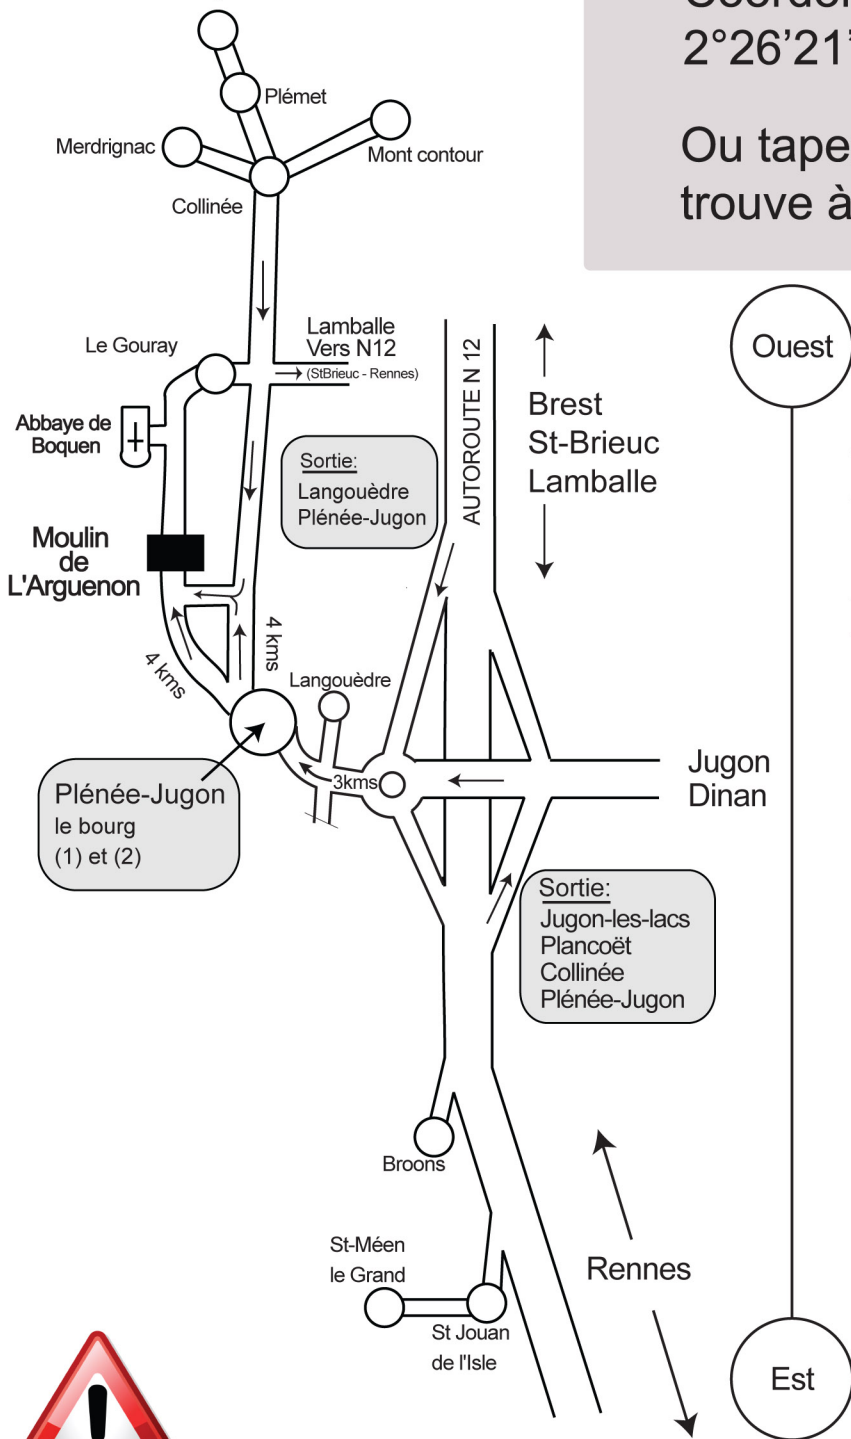 2°26'21'
Ou tape
trouve à
Plémet
Merdrignac
Mont contour
Collinée
Le Gouray
Lamballe
Vers N12
(StBrieuc - Rennes)
Abbaye de
Boquen
Sortie:
Langouèdre
Plénée-Jugon
AUTOROUTE N 12
Brest
St-Brieuc
Lamballe
Ouest
Moulin
de
L'Arguenon
4 kms
4 kms
Langouèdre
3kms
Jugon
Dinan
Plénée-Jugon
le bourg
(1) et (2)
Sortie:
Jugon-les-lacs
Plancoët
Collinée
Plénée-Jugon
Broons
St-Méen
le Grand
St Jouan
de l'Isle
Rennes
Est